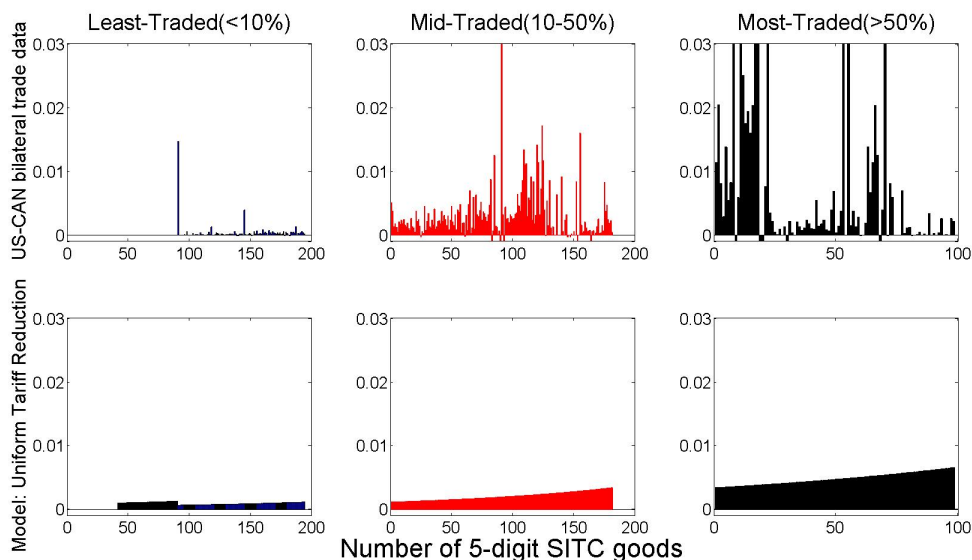 Least-Traded(<10%)
Mid-Traded(10-50%)
Most-Traded(>50%)
US-CAN bilateral trade data
0.03
0.02
0.01
0
0 50 100 150 200
0.03
0.02
0.01
0
0 50 100 150 200
0.03
0.02
0.01
0
0 50 100
Model: Uniform Tariff Reduction
0.03
0.02
0.01
0
0 50 100 150 200
0.03
0.02
0.01
0
0 50 100 150 200
0.03
0.02
0.01
0
0 50 100
Number of 5-digit SITC goods